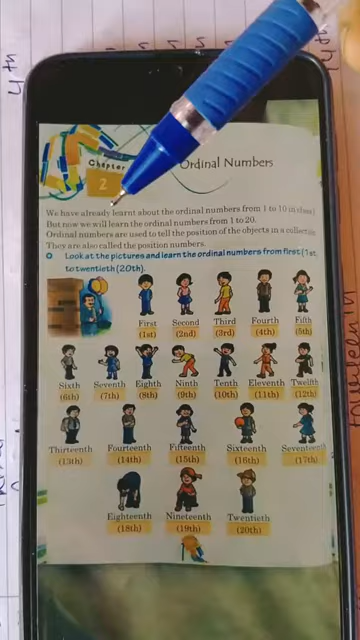 Chapter
2
Ordinal Numbers
We have already learnt about the ordinal numbers from 1 to 10 in class
But now we will learn the ordinal numbers from 1 to 20.
Ordinal numbers are used to tell the position of the objects in a collection
They are also called the position numbers.
Look at the pictures and learn the ordinal numbers from first (1st)
to twentieth (20th).
First Second Third Fourth Fifth
(1st) (2nd) (3rd) (4th) (5th)
Sixth Seventh Eighth Ninth Tenth Eleventh Twelfth
(6th) (7th) (8th) (9th) (10th) (11th) (12th)
Thirteenth Fourteenth Fifteenth Sixteenth Seventeenth
(13th) (14th) (15th) (16th) (17th)
Eighteenth Nineteenth Twentieth
(18th) (19th) (20th)
4th